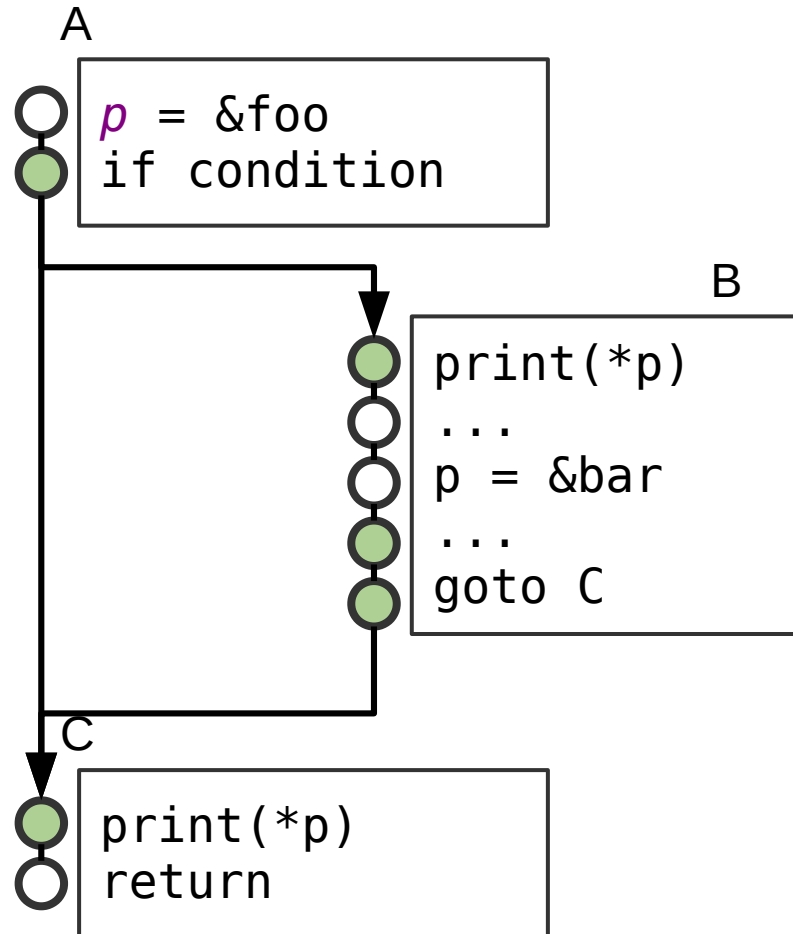 A
p = &foo
if condition
B
print(*p)
...
p = &bar
...
goto C
C
print(*p)
return